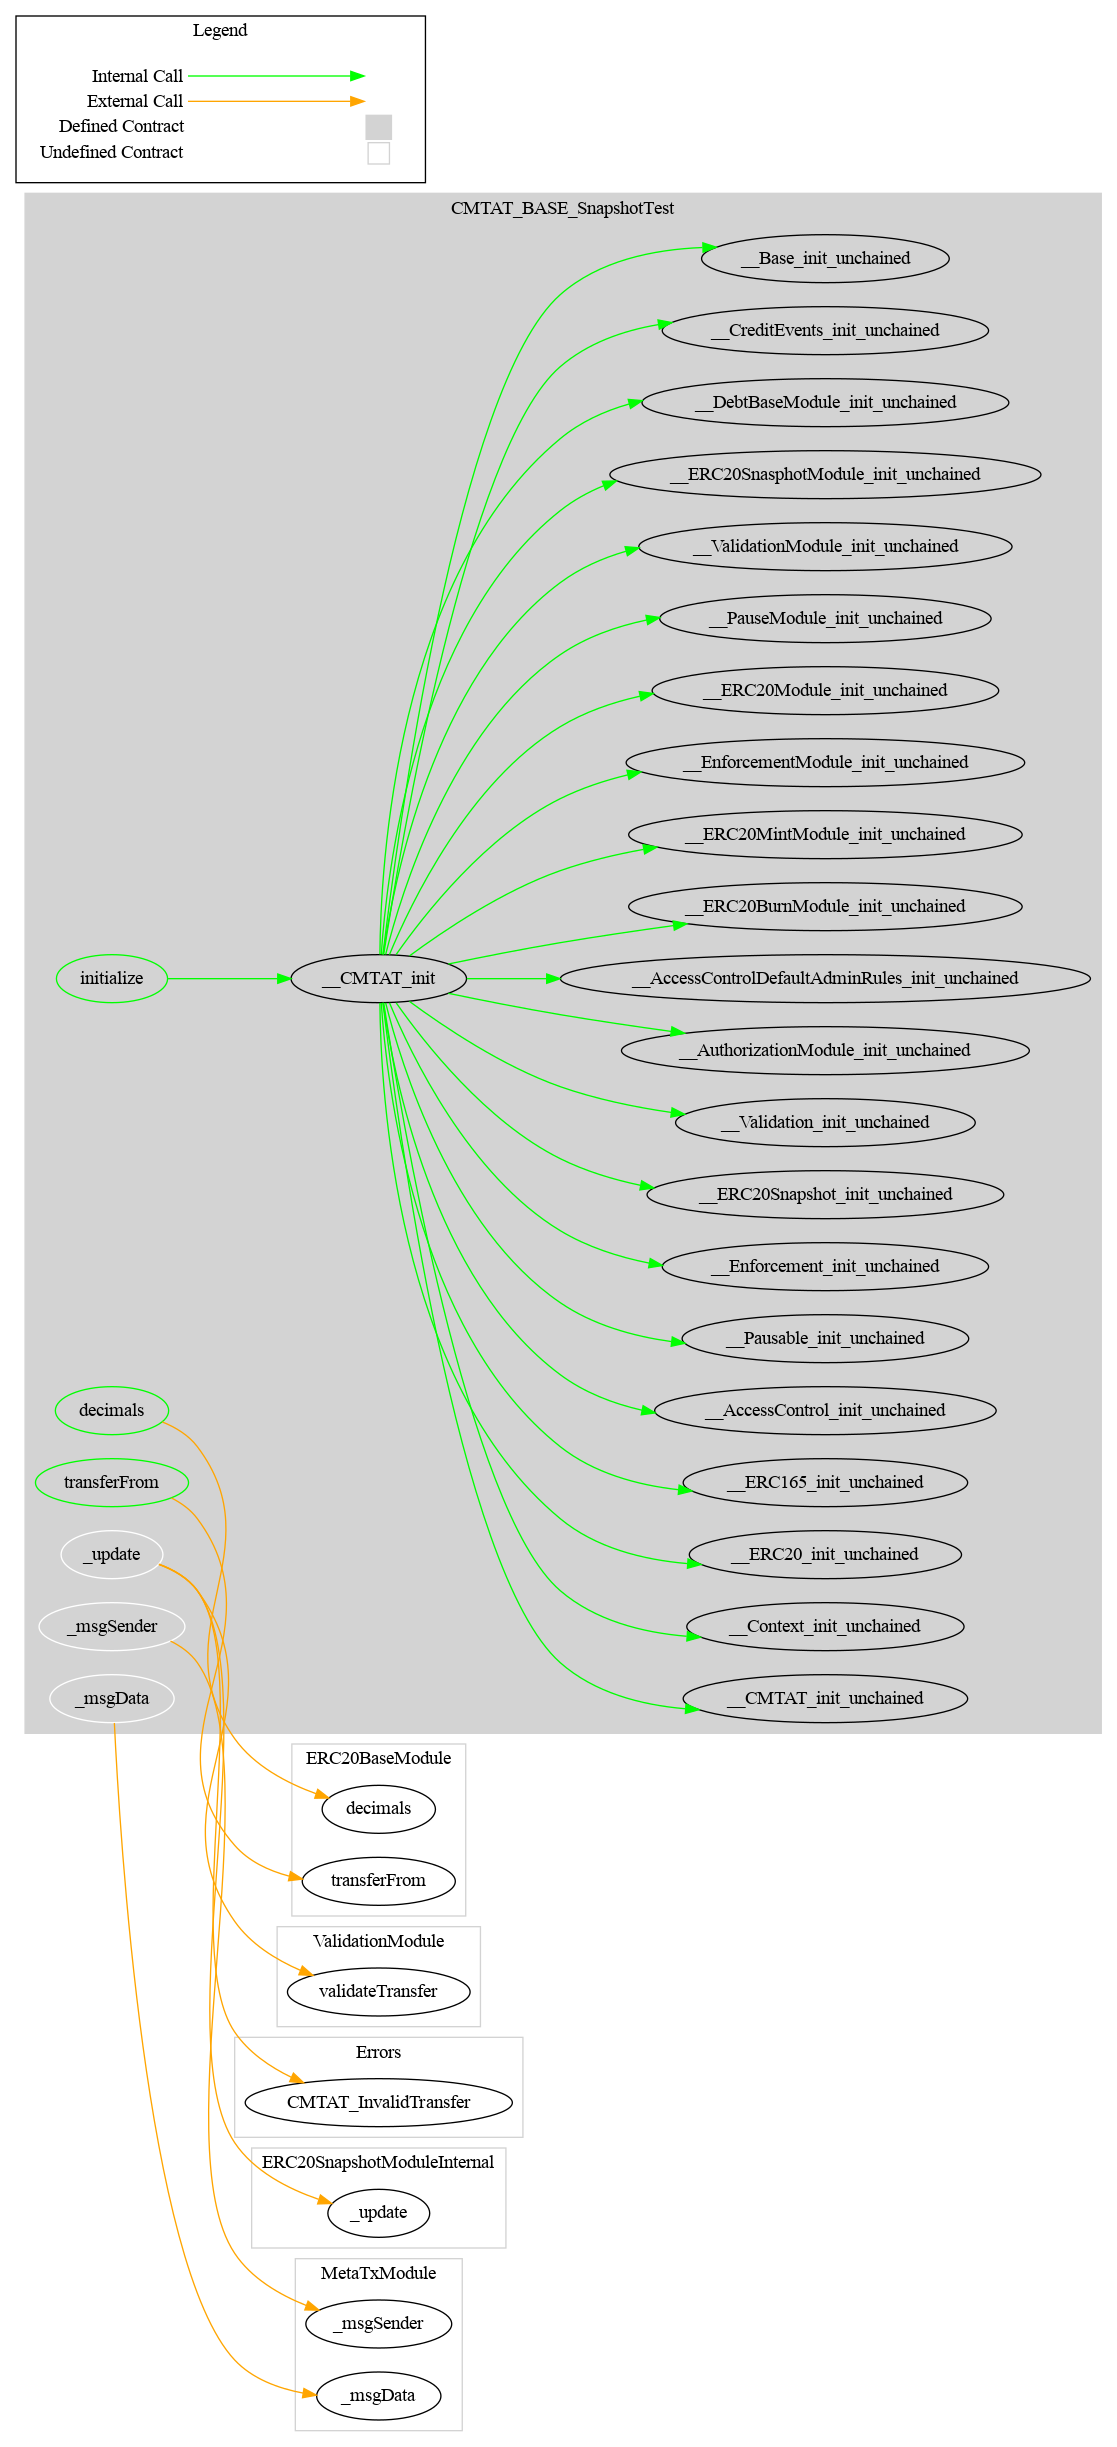 Legend
Internal Call
External Call
Defined Contract
Undefined Contract
CMTAT_BASE_SnapshotTest
__Base_init_unchained
__CreditEvents_init_unchained
__DebtBaseModule_init_unchained
__ERC20SnasphotModule_init_unchained
__ValidationModule_init_unchained
__PauseModule_init_unchained
__ERC20Module_init_unchained
__EnforcementModule_init_unchained
__ERC20MintModule_init_unchained
__ERC20BurnModule_init_unchained
initialize
__CMTAT_init
__AccessControlDefaultAdminRules_init_unchained
__AuthorizationModule_init_unchained
__Validation_init_unchained
__ERC20Snapshot_init_unchained
__Enforcement_init_unchained
__Pausable_init_unchained
decimals
__AccessControl_init_unchained
transferFrom
__ERC165_init_unchained
_update
__ERC20_init_unchained
_msgSender
__Context_init_unchained
_msgData
__CMTAT_init_unchained
ERC20BaseModule
decimals
transferFrom
ValidationModule
validateTransfer
Errors
CMTAT_InvalidTransfer
ERC20SnapshotModuleInternal
_update
MetaTxModule
_msgSender
_msgData